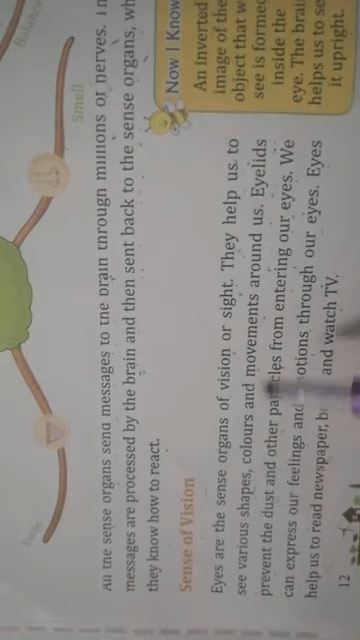 Balance
Smell
All the sense organs send messages to the brain through millions of nerves.
messages are processed by the brain and then sent back to the sense organs,
they know how to react.
Sense of Vision
Eyes are the sense organs of vision or sight. They help us to
see various shapes, colours and movements around us. Eyelids
prevent the dust and other particles from entering our eyes. We
can express our feelings and emotions through our eyes. Eyes
help us to read newspaper, and watch TV.
Now I Know
An inverted
image of the
object that w
see is formed
inside the
eye. The brain
helps us to se
it upright.
12